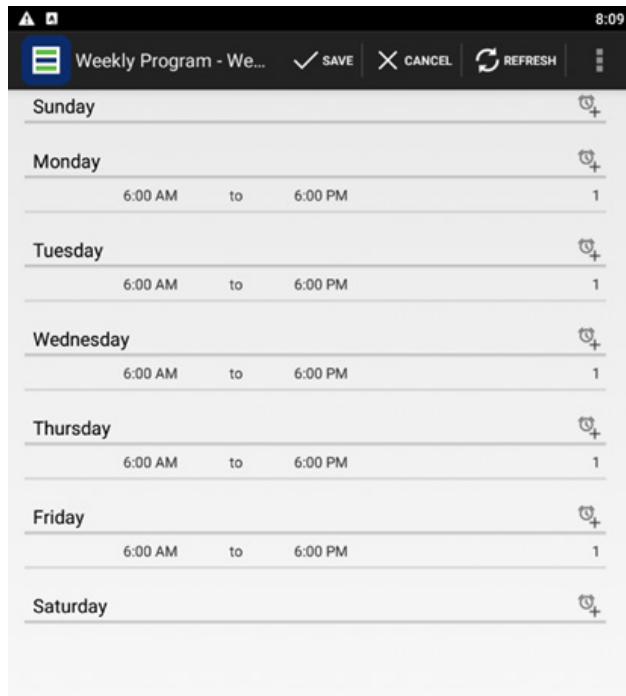 8:09
Weekly Program - We... SAVE CANCEL REFRESH
Sunday
Monday
6:00 AM to 6:00 PM 1
Tuesday
6:00 AM to 6:00 PM 1
Wednesday
6:00 AM to 6:00 PM 1
Thursday
6:00 AM to 6:00 PM 1
Friday
6:00 AM to 6:00 PM 1
Saturday